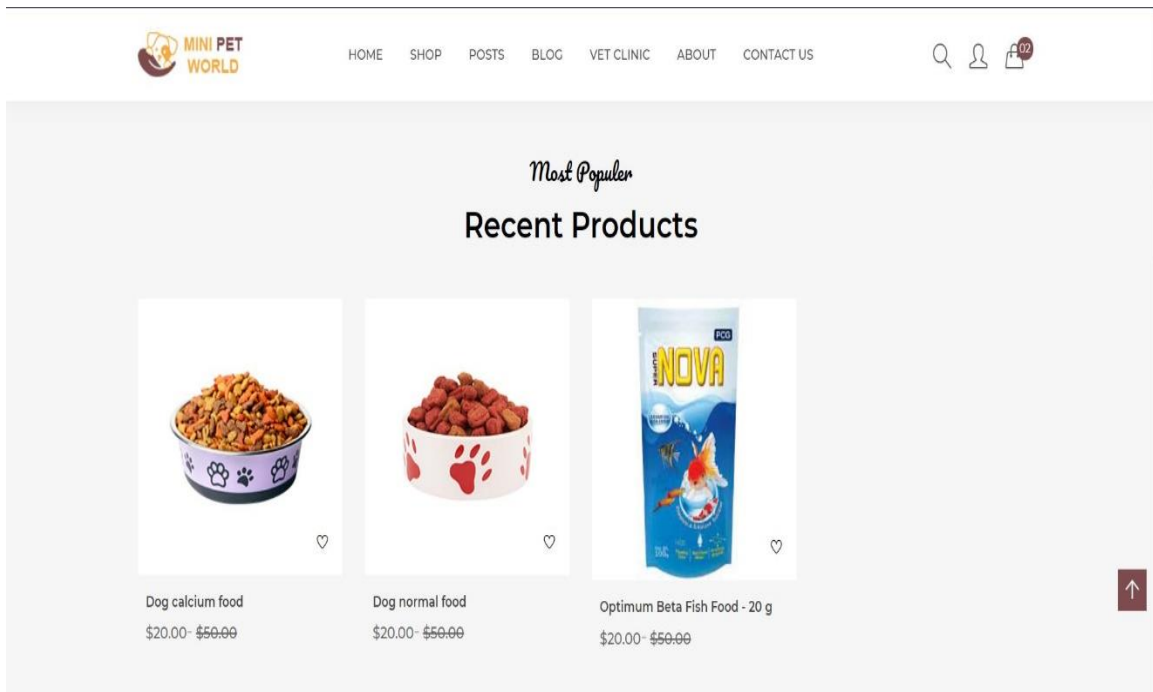 MINI PET
WORLD
HOME SHOP POSTS BLOG VET CLINIC ABOUT CONTACT US
02
Most Populer
Recent Products
PCG
SUPER
NOVA
Dog calcium food
$20.00- $50.00
Dog normal food
$20.00- $50.00
Optimum Beta Fish Food - 20 g
$20.00- $50.00